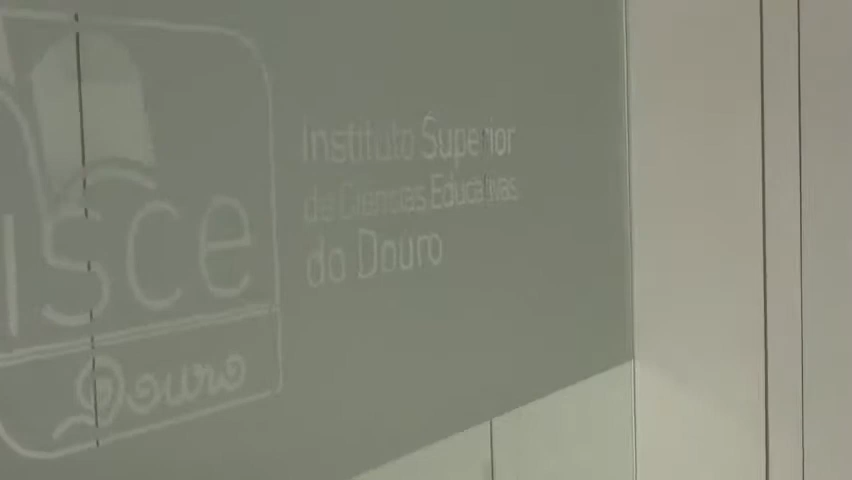 isce
Douro
Instituto Superior
de Ciências Educativas
do Douro